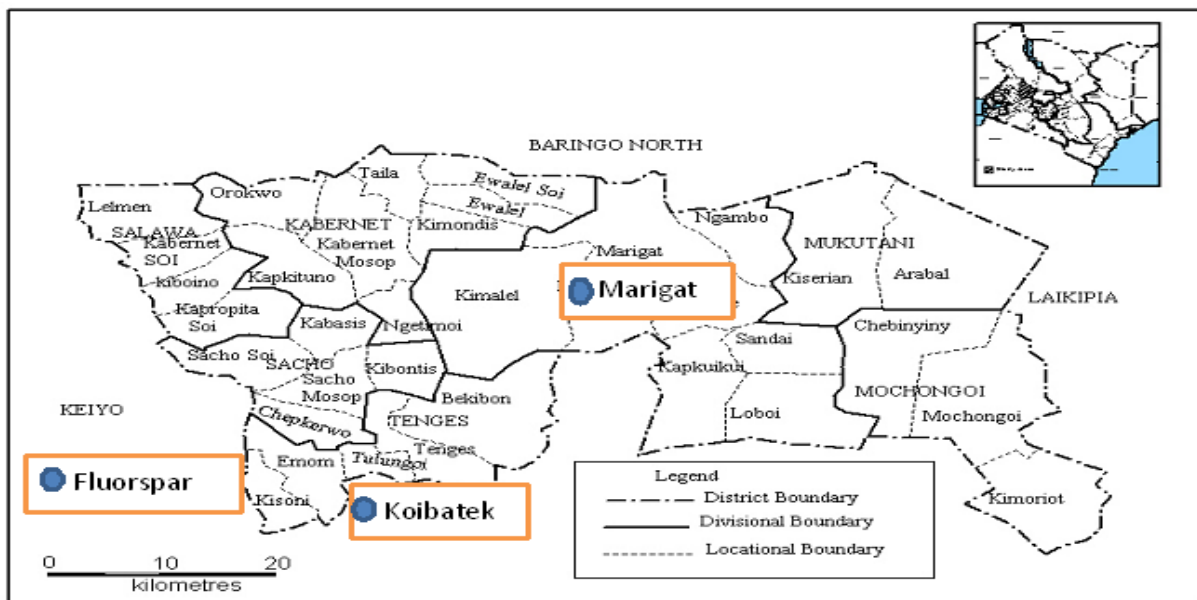 BARINGO NORTH
Taila
Ewalel Soi
Orokwo
Lelmen
Ewalel
Ngambo
SALAWA
KABERNET
Kimondis
Kabernet
SOI
Kabernet
Mosop
Marigat
MUKUTANI
kiboino
Kapkituno
Kiserian
Arabal
Kimalel
Marigat
LAIKIPIA
Kapropita
Soi
Kabasis
Ngetimoi
Chebinyiny
Sandai
Sacho Soi
SACHO
Kibontis
Kapkuikui
Sacho
Mosop
Bekibon
MOCHONGOI
KEIYO
Chepkerwo
TENGES
Loboi
Mochongoi
Tenges
Emom
Tulungoi
Fluorspar
Kisoni
Koibatek
Kimoriot
Legend
District Boundary
Divisional Boundary
Locational Boundary
0 10 20
kilometres